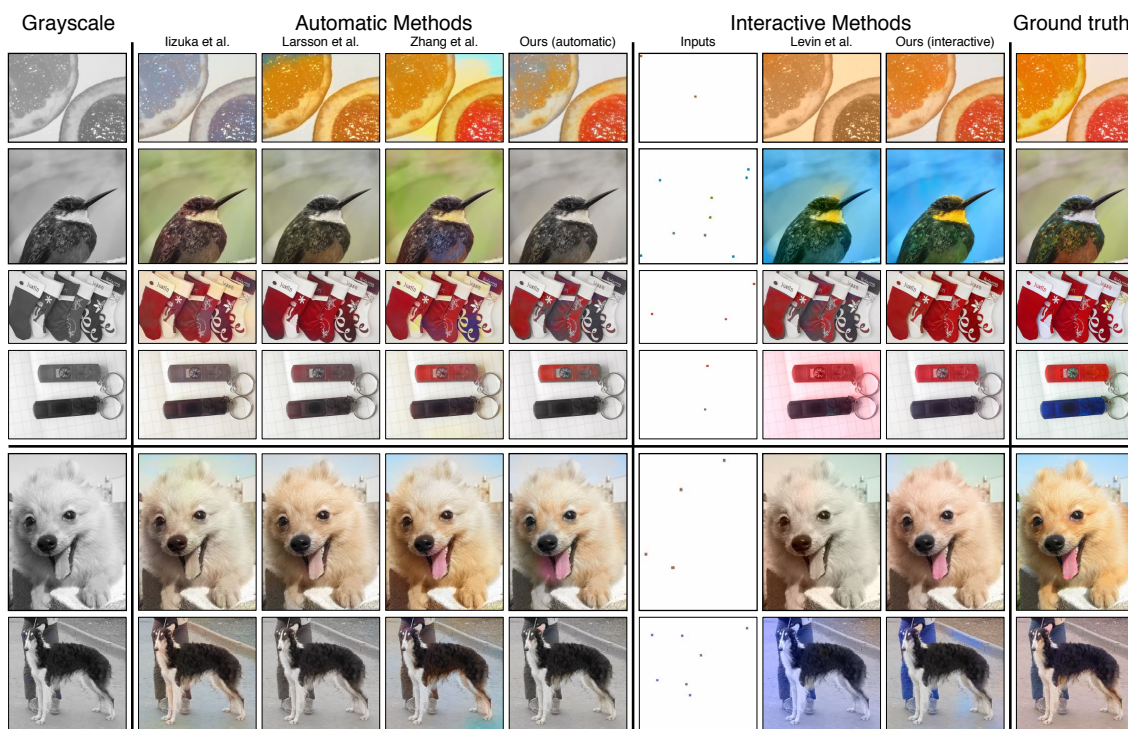 Grayscale
Automatic Methods
Interactive Methods
Ground truth
Iizuka et al.
Larsson et al.
Zhang et al.
Ours (automatic)
Inputs
Levin et al.
Ours (interactive)